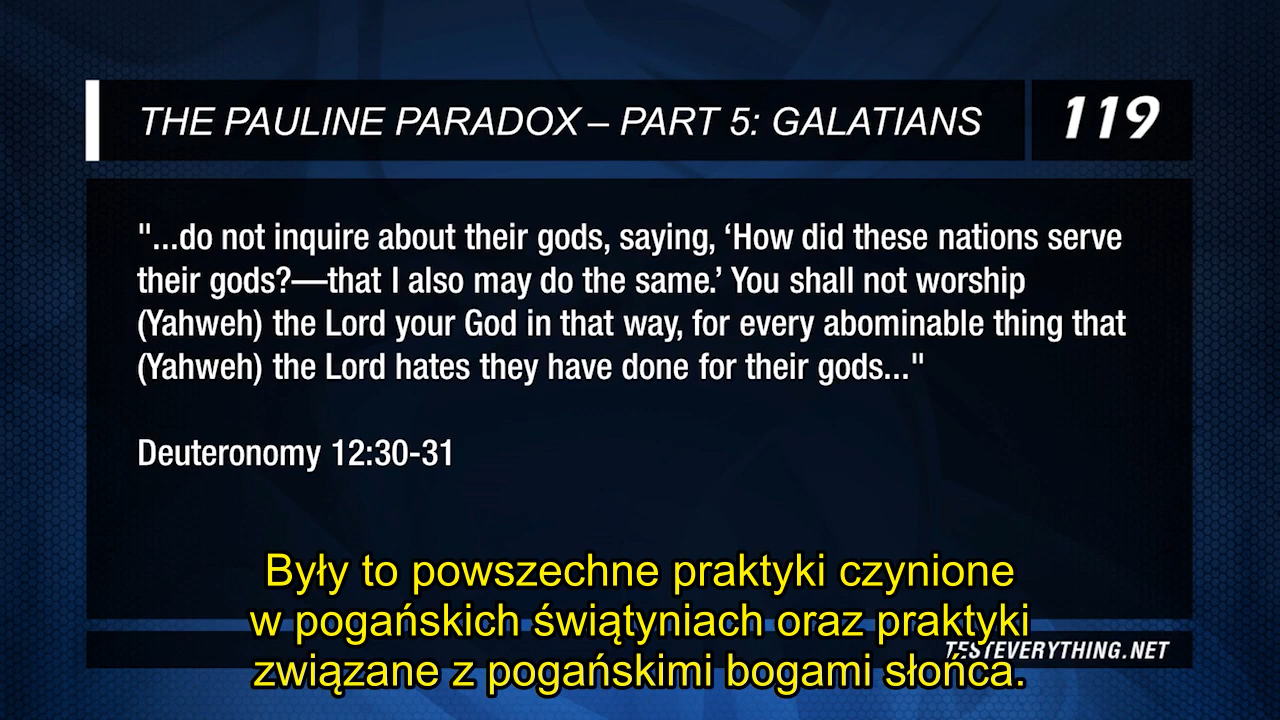 THE PAULINE PARADOX – PART 5: GALATIANS
119
"...do not inquire about their gods, saying, ‘How did these nations serve
their gods?—that I also may do the same.’ You shall not worship
(Yahweh) the Lord your God in that way, for every abominable thing that
(Yahweh) the Lord hates they have done for their gods..."
Deuteronomy 12:30-31
Były to powszechne praktyki czynione
w pogańskich świątyniach oraz praktyki
TESTEVERYTHING.NET
związane z pogańskimi bogami słońca.